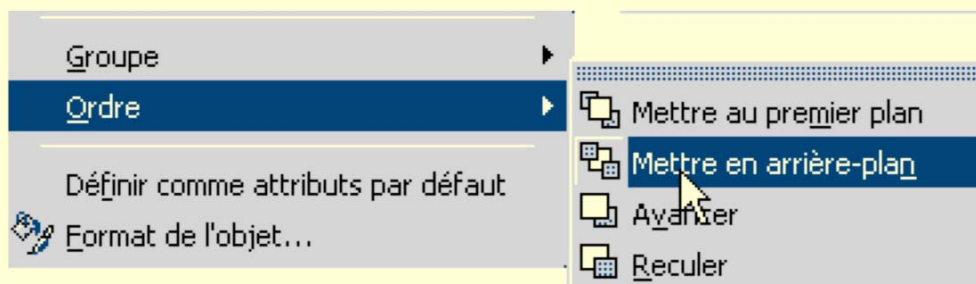 Groupe
Ordre
Définir comme attributs par défaut
Format de l'objet...
Mettre au premier plan
Mettre en arrière-plan
Avancer
Reculer